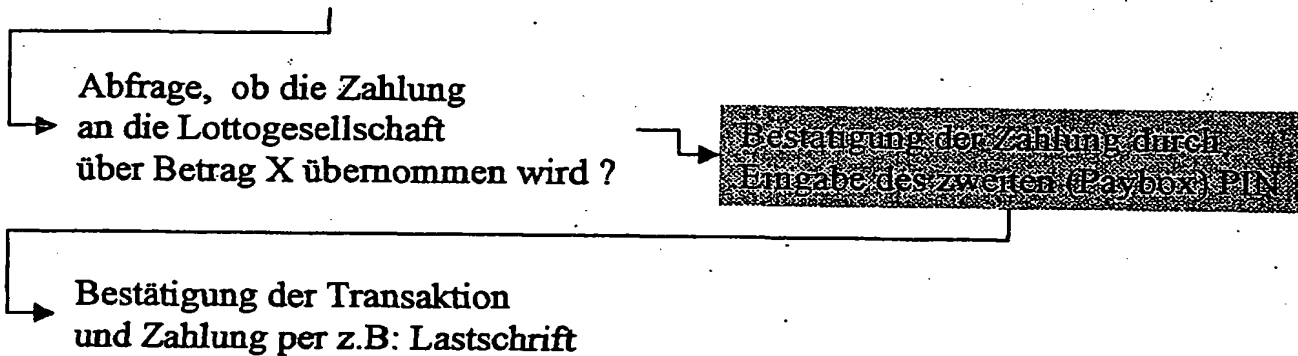 Abfrage, ob die Zahlung
an die Lottogesellschaft
über Betrag X übernommen wird ?
Bestätigung der Zahlung durch
Eingabe des zweiten (Paybox) PIN
Bestätigung der Transaktion
und Zahlung per z.B: Lastschrift